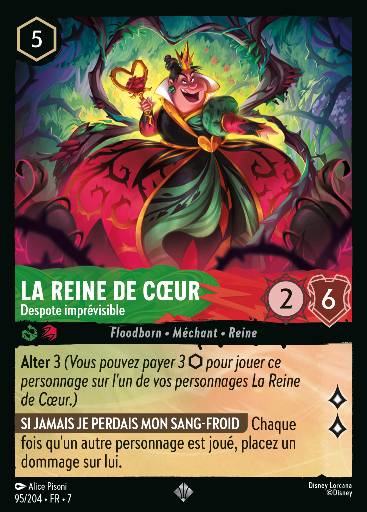 5
LA REINE DE CŒUR
Despote imprévisible
2
6
Floodborn • Méchant • Reine
Alter 3 (Vous pouvez payer 3 ⬡ pour jouer ce
personnage sur l'un de vos personnages La Reine
de Cœur.)
SI JAMAIS JE PERDAIS MON SANG-FROID Chaque
fois qu'un autre personnage est joué, placez un
dommage sur lui.
Alice Pisoni
95/204 • FR • 7
Disney Lorcana
©Disney